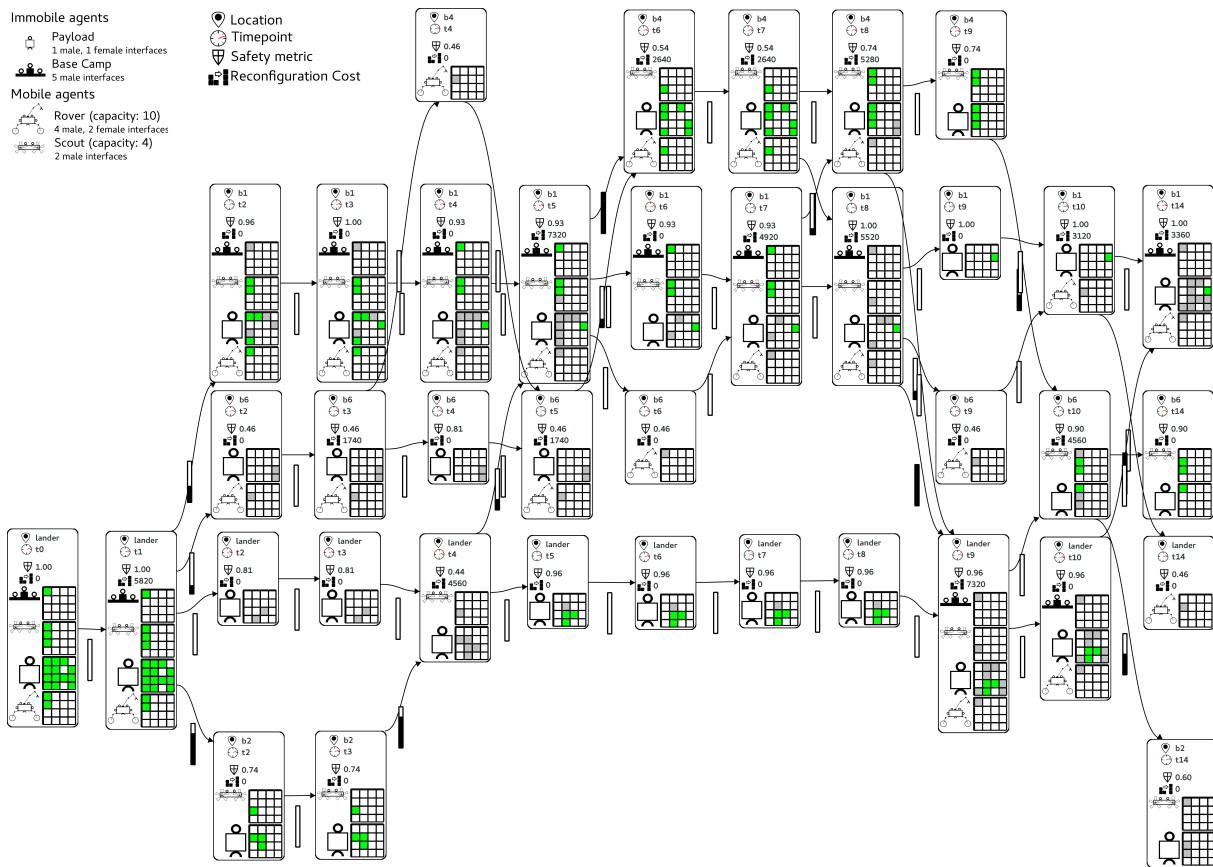 Immobile agents
Payload
1 male, 1 female interfaces
Base Camp
5 male interfaces
Mobile agents
Rover (capacity: 10)
4 male, 2 female interfaces
Scout (capacity: 4)
2 male interfaces
Location
Timepoint
Safety metric
Reconfiguration Cost
b4
t4
0.46
0
b4
t6
0.54
2640
b4
t7
0.54
2640
b4
t8
0.74
5280
b4
t9
0.74
0
b1
t2
0.96
0
b1
t3
1.00
0
b1
t4
0.93
0
b1
t5
0.93
7320
b1
t6
0.93
0
b1
t7
0.93
4920
b1
t8
1.00
5520
b1
t9
1.00
0
b1
t10
1.00
3120
b1
t14
1.00
3360
b6
t2
0.46
0
b6
t3
0.46
1740
b6
t4
0.81
0
b6
t5
0.46
1740
b6
t6
0.46
0
b6
t9
0.46
0
b6
t10
0.90
4560
b6
t14
0.90
0
lander
t0
1.00
0
lander
t1
1.00
5820
lander
t2
0.81
0
lander
t3
0.81
0
lander
t4
0.44
4560
lander
t5
0.96
0
lander
t6
0.96
0
lander
t7
0.96
0
lander
t8
0.96
0
lander
t9
0.96
7320
lander
t10
0.96
0
lander
t14
0.46
0
b2
t2
0.74
0
b2
t3
0.74
0
b2
t14
0.60
0